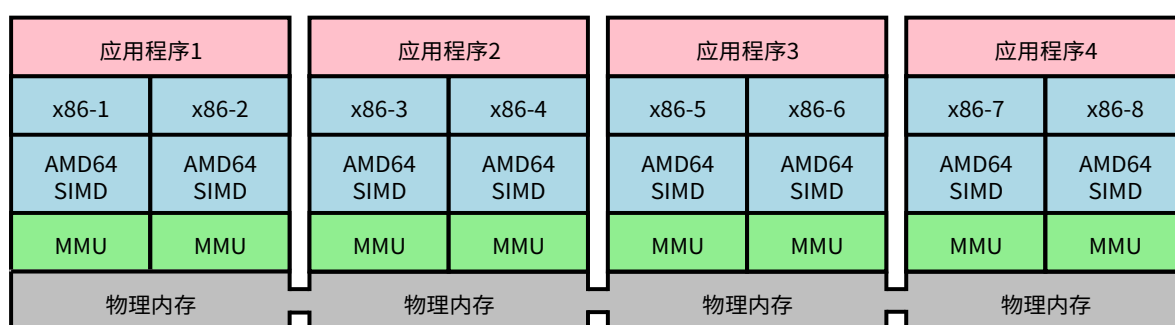 应用程序1 应用程序2 应用程序3 应用程序4
x86-1 x86-2 x86-3 x86-4 x86-5 x86-6 x86-7 x86-8
AMD64 AMD64 AMD64 AMD64 AMD64 AMD64 AMD64 AMD64
SIMD SIMD SIMD SIMD SIMD SIMD SIMD SIMD
MMU MMU MMU MMU MMU MMU MMU MMU
物理内存 物理内存 物理内存 物理内存